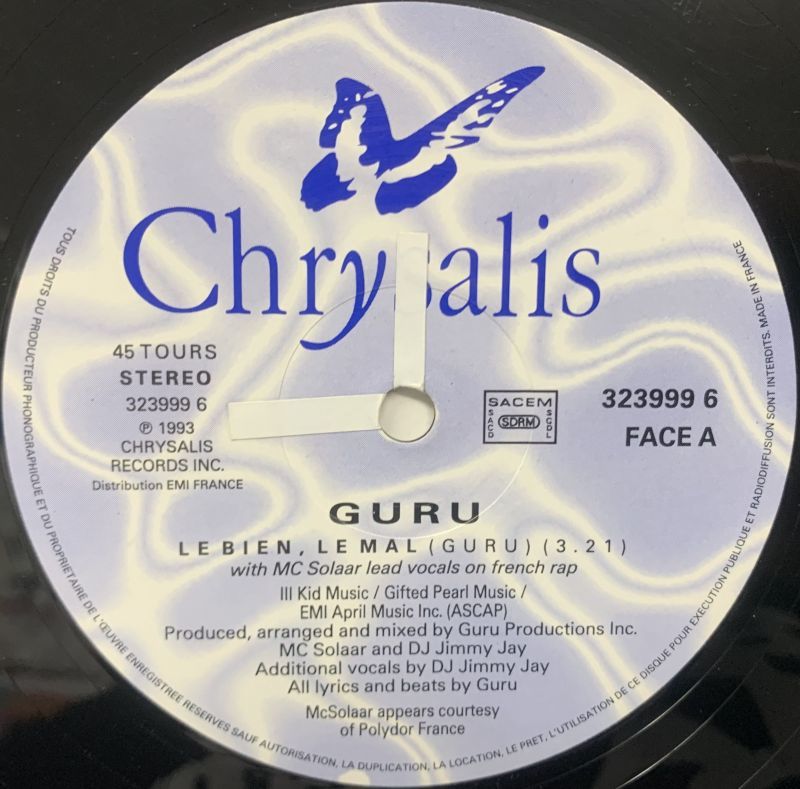 Chrysalis
45 TOURS
STEREO
323999 6
℗ 1993
CHRYSALIS
RECORDS INC.
Distribution EMI FRANCE
SACEM
SACD
SDRM
SGDL
323999 6
FACE A
GURU
LE BIEN, LE MAL (GURU) (3.21)
with MC Solaar lead vocals on french rap
Ill Kid Music / Gifted Pearl Music /
EMI April Music Inc. (ASCAP)
Produced, arranged and mixed by Guru Productions Inc.
MC Solaar and DJ Jimmy Jay
Additional vocals by DJ Jimmy Jay
All lyrics and beats by Guru
McSolaar appears courtesy
of Polydor France
TOUS DROITS DU PRODUCTEUR PHONOGRAPHIQUE ET DU PROPRIETAIRE DE L'ŒUVRE ENREGISTREE RESERVES SAUF AUTORISATION, LA DUPLICATION, LA LOCATION, LE PRET, L'UTILISATION DE CE DISQUE POUR EXECUTION PUBLIQUE ET RADIODIFFUSION SONT INTERDITS. MADE IN FRANCE